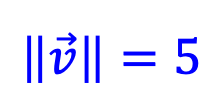 ‖v⃗‖ = 5